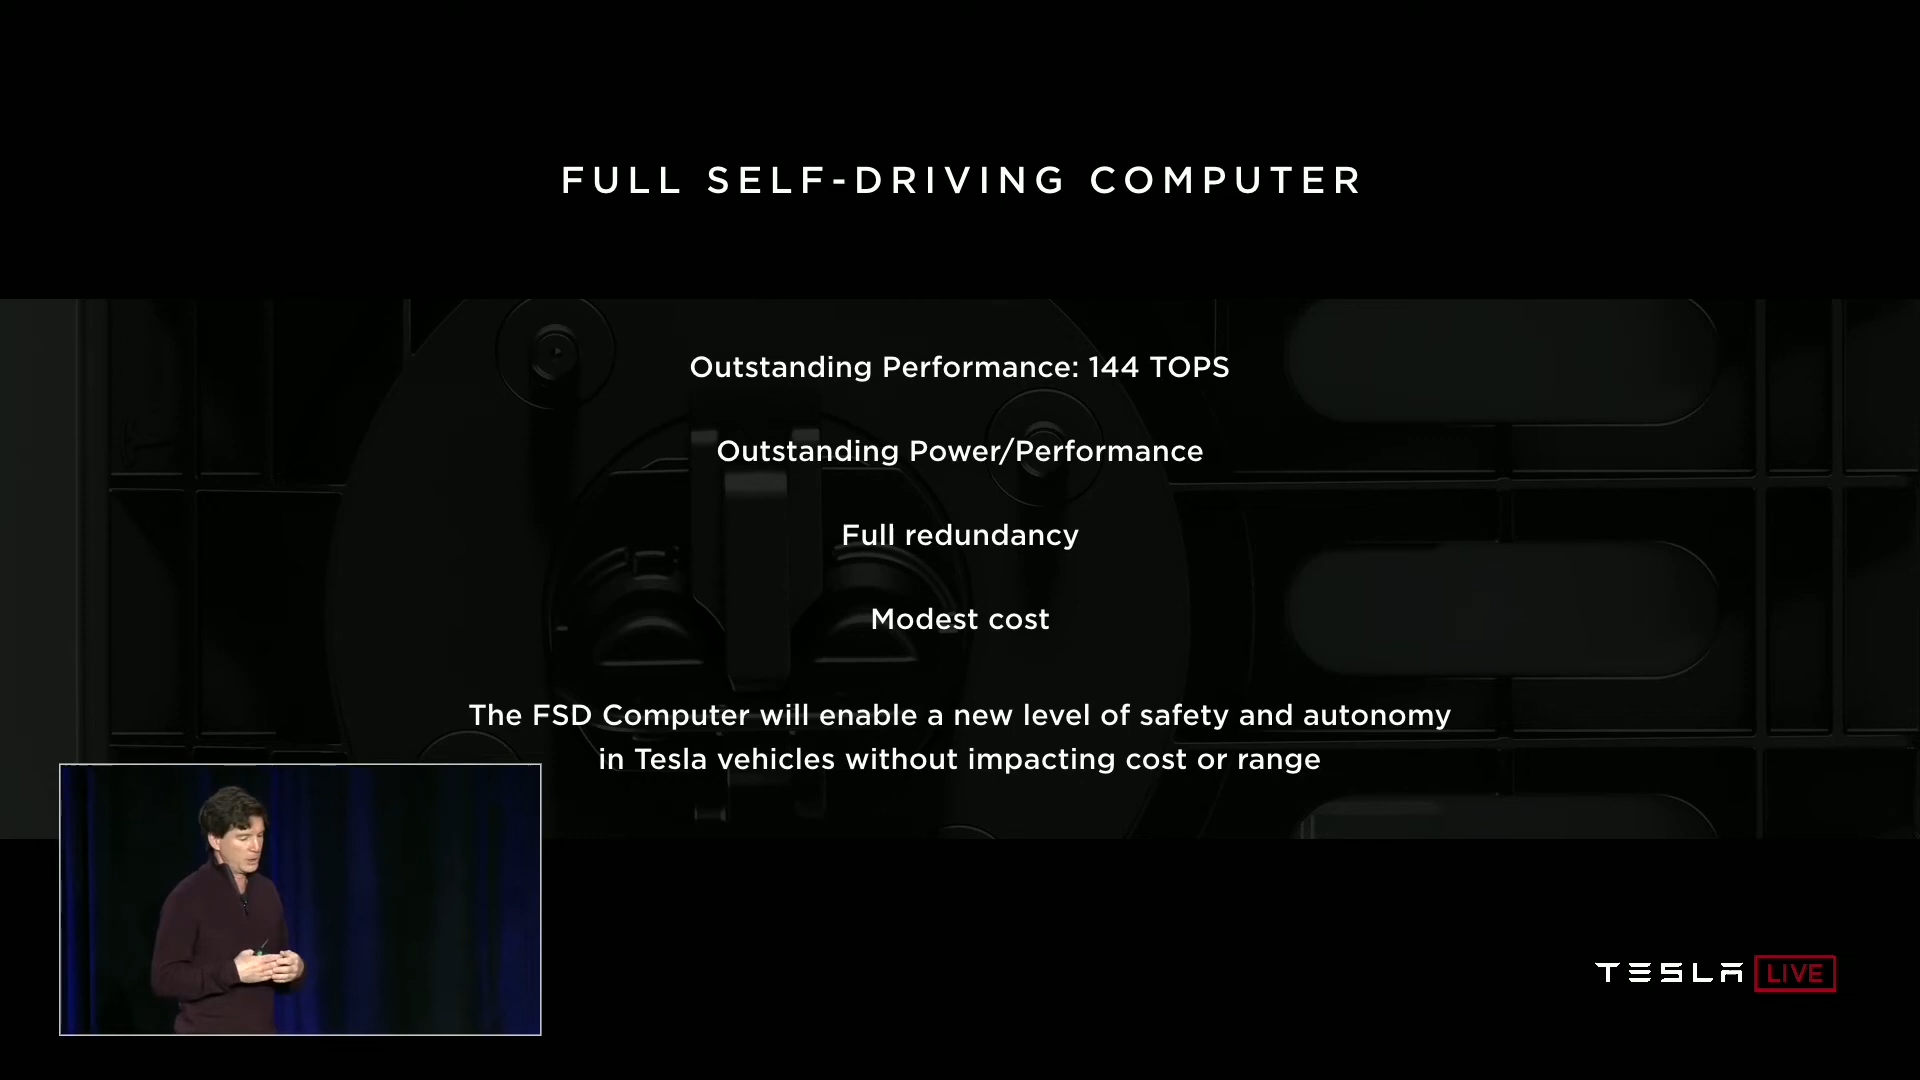 FULL SELF-DRIVING COMPUTER
Outstanding Performance: 144 TOPS
Outstanding Power/Performance
Full redundancy
Modest cost
The FSD Computer will enable a new level of safety and autonomy
in Tesla vehicles without impacting cost or range
TESLA LIVE